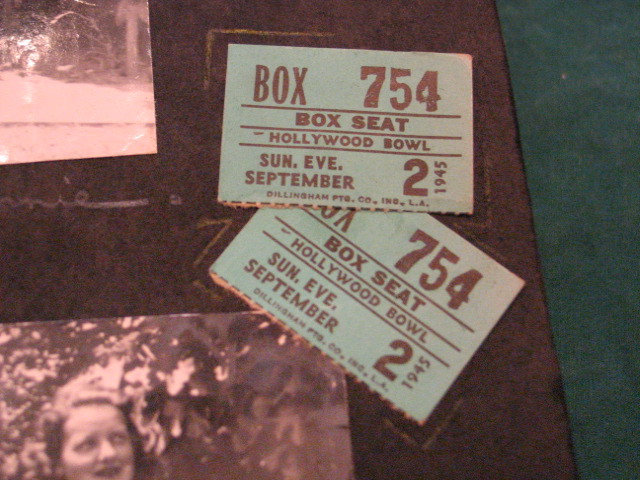 BOX 754
BOX SEAT
HOLLYWOOD BOWL
SUN. EVE.
SEPTEMBER 2 1945
DILLINGHAM PTG. CO., INC., L.A.
BOX 754
BOX SEAT
HOLLYWOOD BOWL
SUN. EVE.
SEPTEMBER 2 1945
DILLINGHAM PTG. CO., INC., L.A.